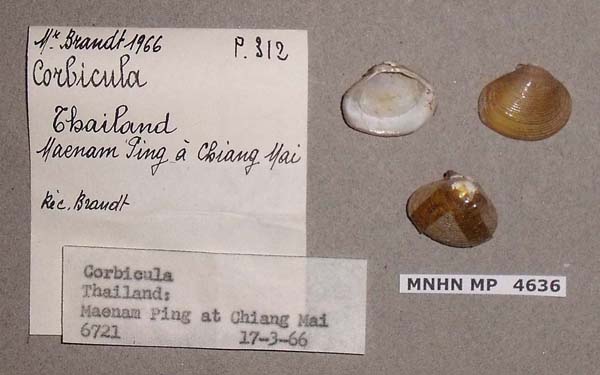 Mr Brandt 1966 P. 312
Corbicula
Thailand
Maenam Ping à Chiang Mai
Réc. Brandt
Corbicula
Thailand:
Maenam Ping at Chiang Mai
6721 17-3-66
MNHN MP 4636